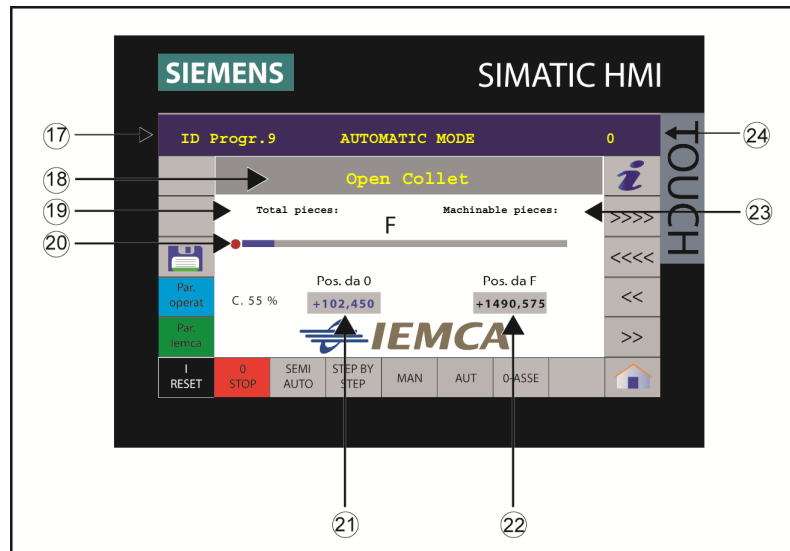 SIEMENS SIMATIC HMI
TOUCH
17 ID Progr.9 AUTOMATIC MODE 0 24
18 Open Collet i
19 Total pieces: F Machinable pieces: >>>> 23
20
<<<<
Par. operat
C. 55 %
Pos. da 0
+102,450
Pos. da F
+1490,575
<<
Par. Iemca
IEMCA
>>
I RESET
0 STOP
SEMI AUTO
STEP BY STEP
MAN
AUT
0-ASSE
21 22